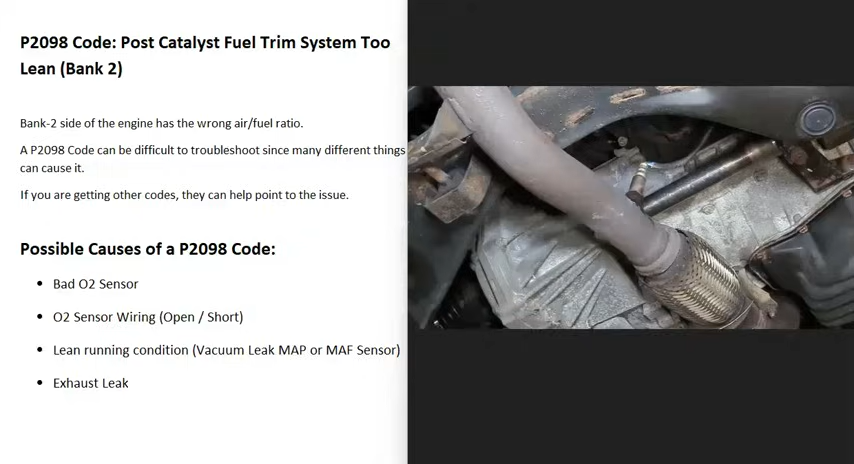 P2098 Code: Post Catalyst Fuel Trim System Too
Lean (Bank 2)
Bank-2 side of the engine has the wrong air/fuel ratio.
A P2098 Code can be difficult to troubleshoot since many different things
can cause it.
If you are getting other codes, they can help point to the issue.
Possible Causes of a P2098 Code:
• Bad O2 Sensor
• O2 Sensor Wiring (Open / Short)
• Lean running condition (Vacuum Leak MAP or MAF Sensor)
• Exhaust Leak